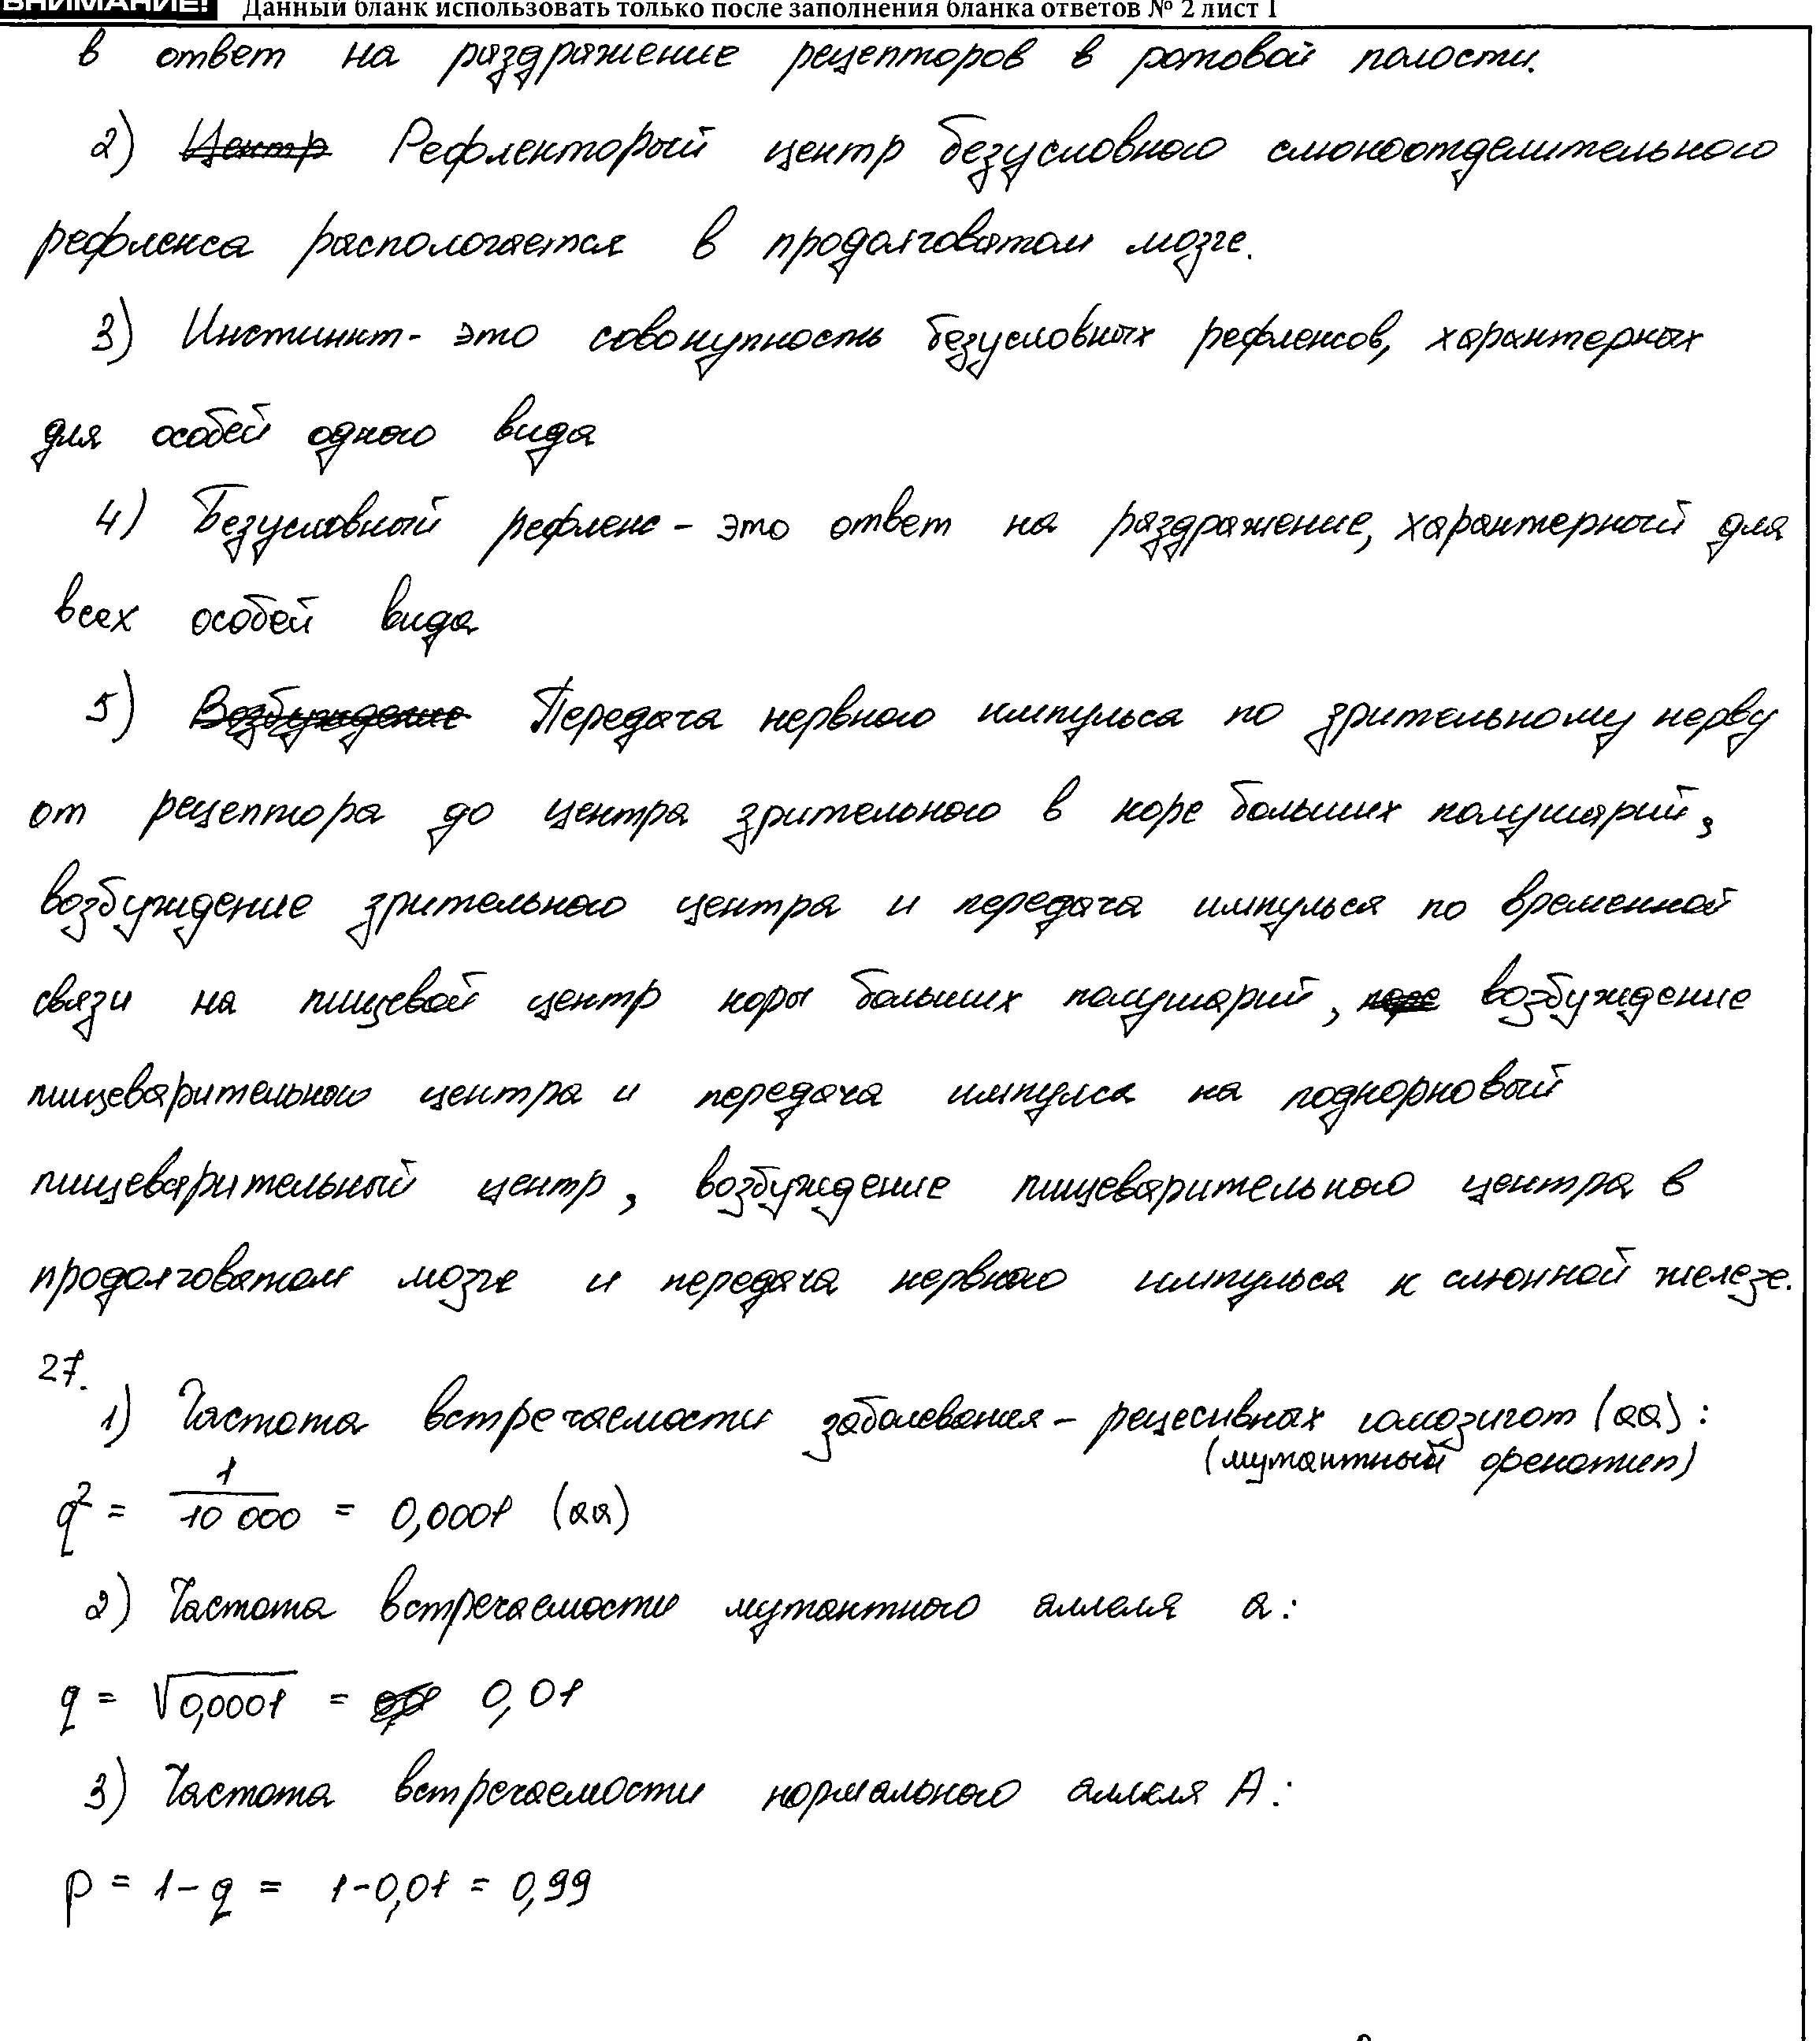 ВНИМАНИЕ! Данный бланк использовать только после заполнения бланка ответов № 2 лист 1
в ответ на раздражение рецепторов в ротовой полости.
2) Центр Рефлекторый центр безусловного слюноотделительного
рефлекса распологается в продолговатом мозге.
3) Инстинкт - это совокупность безусловных рефлексов, характерных
для особей одного вида
4) Безусловный рефлекс - это ответ на раздражение, характерный для
всех особей вида
5) Возбуждение Передача нервного импульса по зрительному нерву
от рецептора до центра зрительного в коре больших полушарий,
возбуждение зрительного центра и передача импульса по временной
связи на пищевой центр коры больших полушарий, возбуждение
пищеварительного центра и передача импулса на подкорковый
пищеварительный центр, возбуждение пищеварительного центра в
продолговатом мозге и передача нервного импульса к слюнной железе.
27.
1) Частота встречаемости заболевания - рецесивных гомозигот (аа):
(мутантный фенотип)
q² = 1/10 000 = 0,0001 (аа)
2) Частота встречаемости мутантного аллеля а:
q = √0,0001 = 0,01
3) Частота встречаемости нормального аллеля А:
p = 1 - q = 1 - 0,01 = 0,99